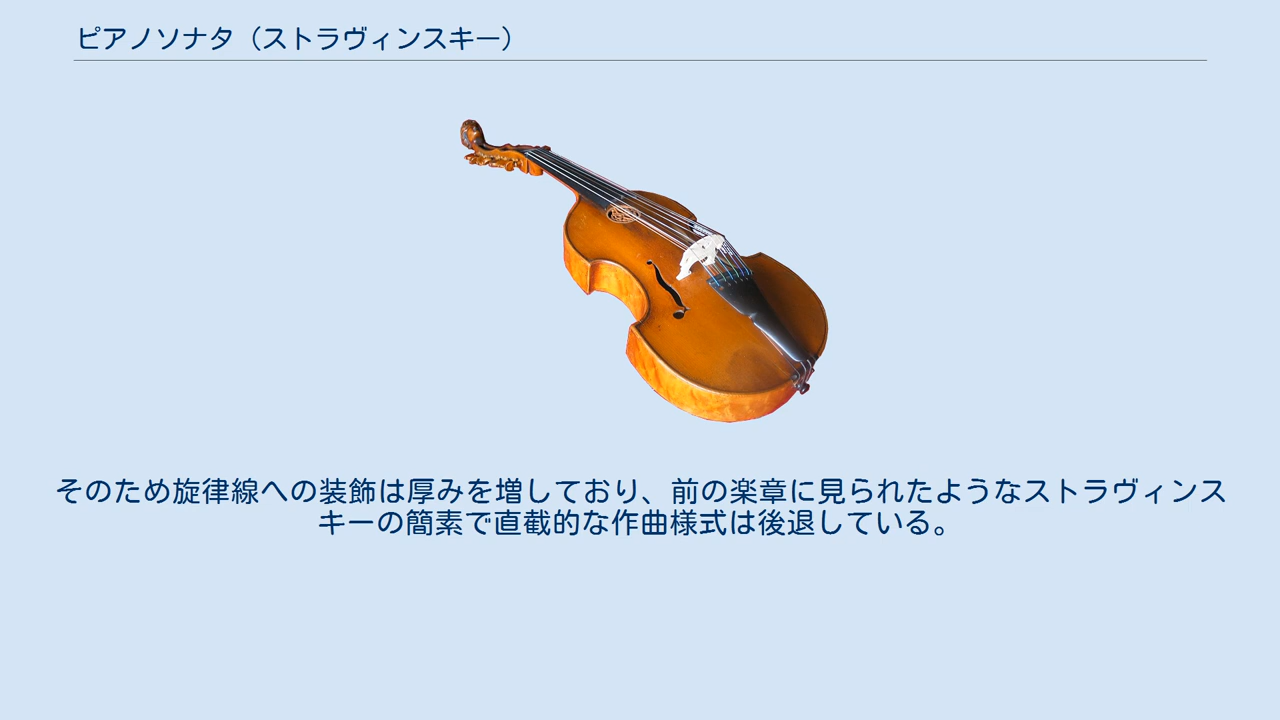 ピアノソナタ（ストラヴィンスキー）
そのため旋律線への装飾は厚みを増しており、前の楽章に見られたようなストラヴィンス
キーの簡素で直截的な作曲様式は後退している。